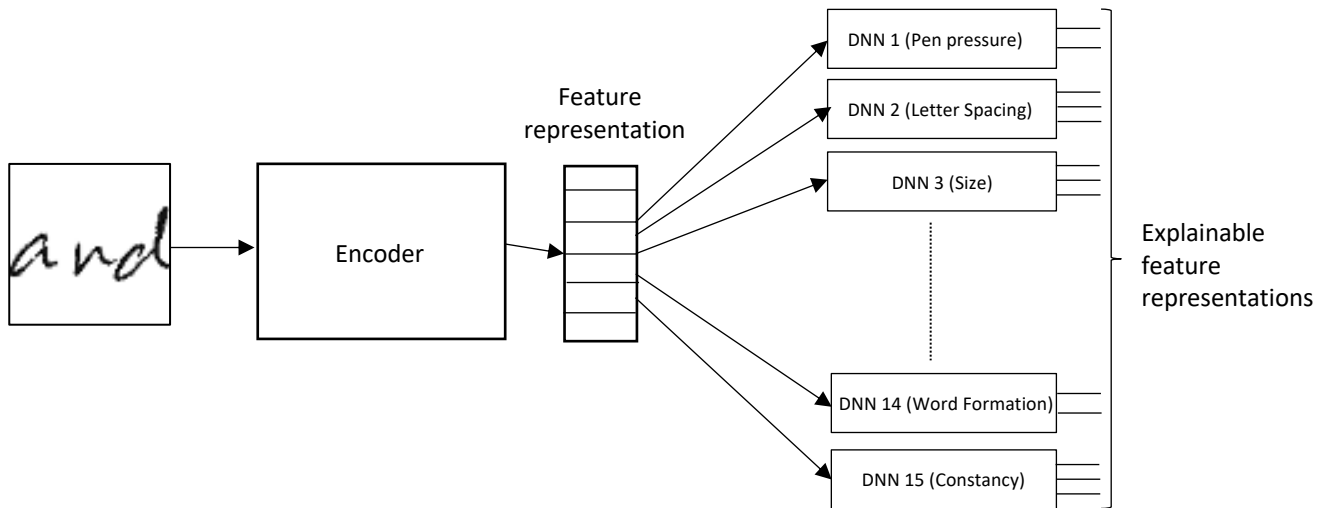 and
Encoder
Feature
representation
DNN 1 (Pen pressure)
DNN 2 (Letter Spacing)
DNN 3 (Size)
DNN 14 (Word Formation)
DNN 15 (Constancy)
Explainable
feature
representations